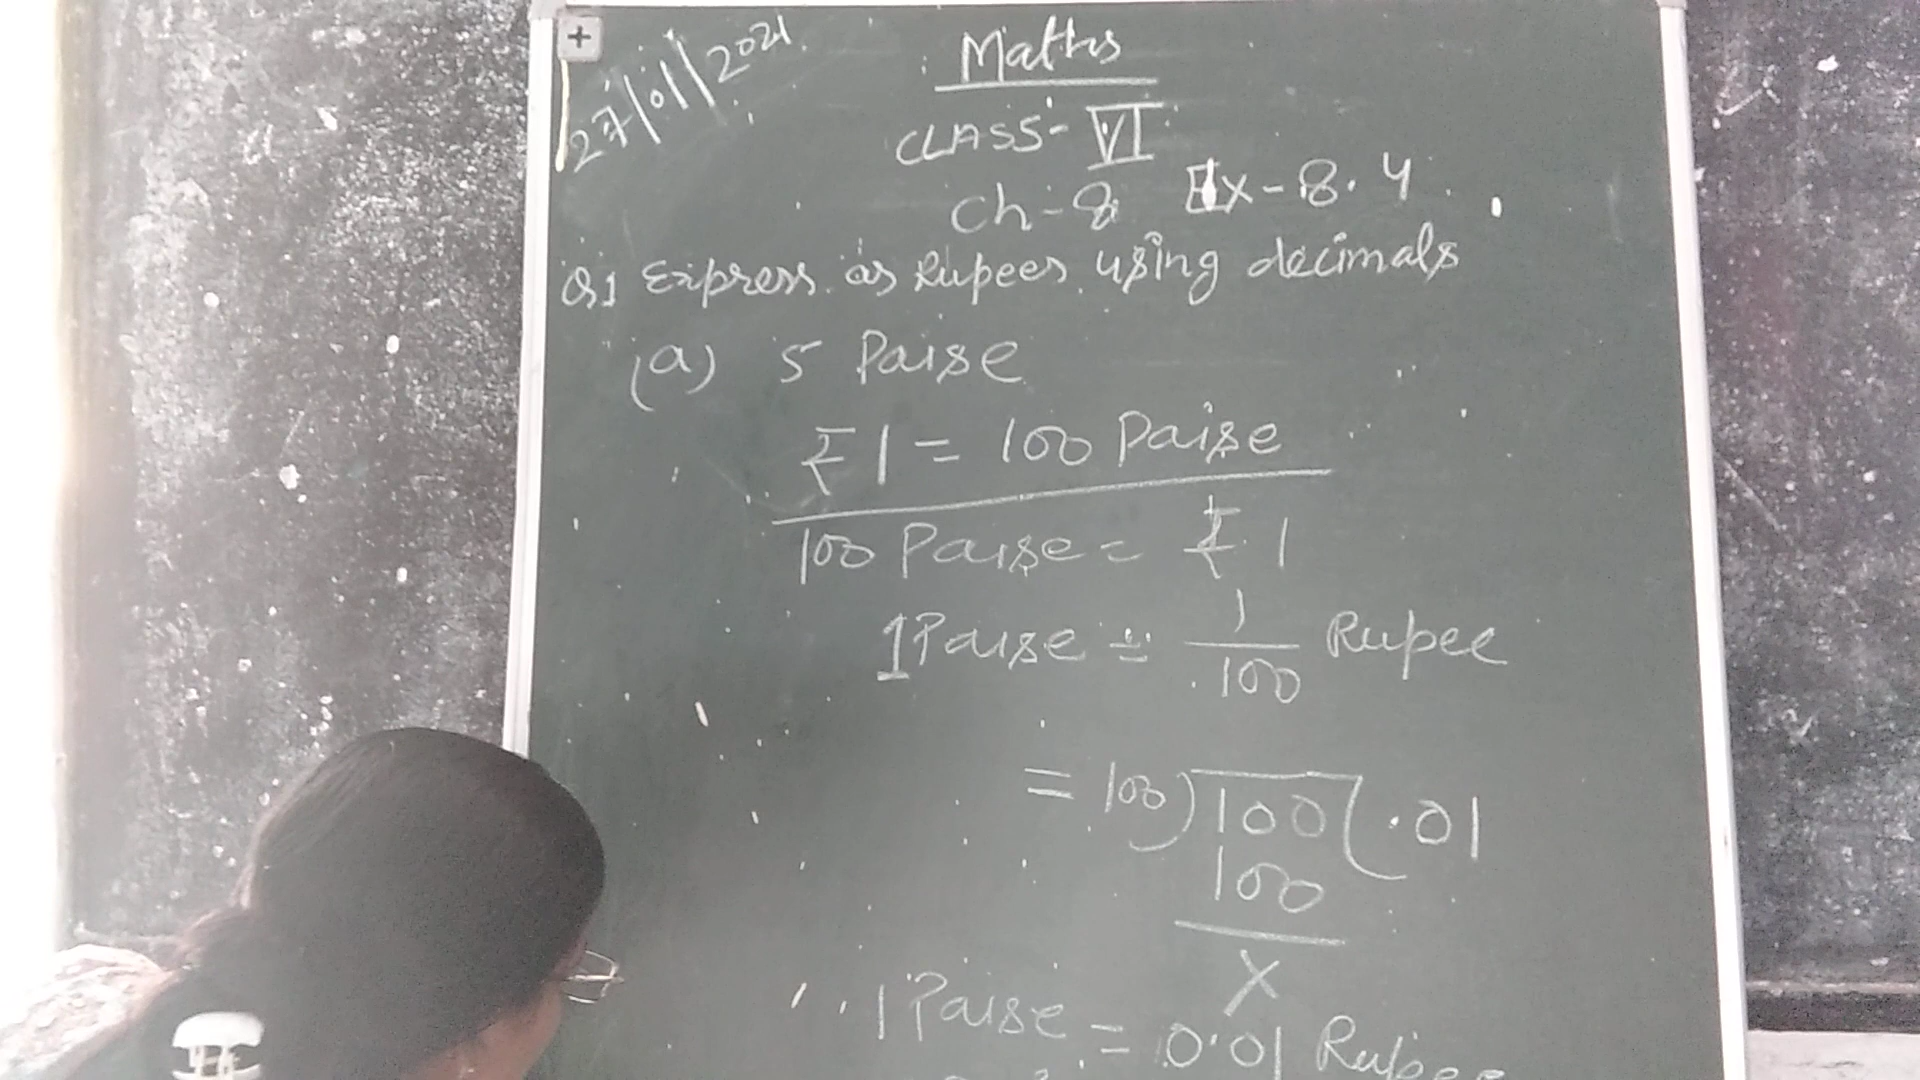 27/01/2021
Maths
CLASS - VI
Ch-8 Ex-8.4
Q1 Express as Rupees using decimals
(a) 5 Paise
₹1 = 100 Paise
100 Paise = ₹1
1 Paise = 1/100 Rupee
= 100)100(.01
100
X
1 Paise = 0.01 Rupee